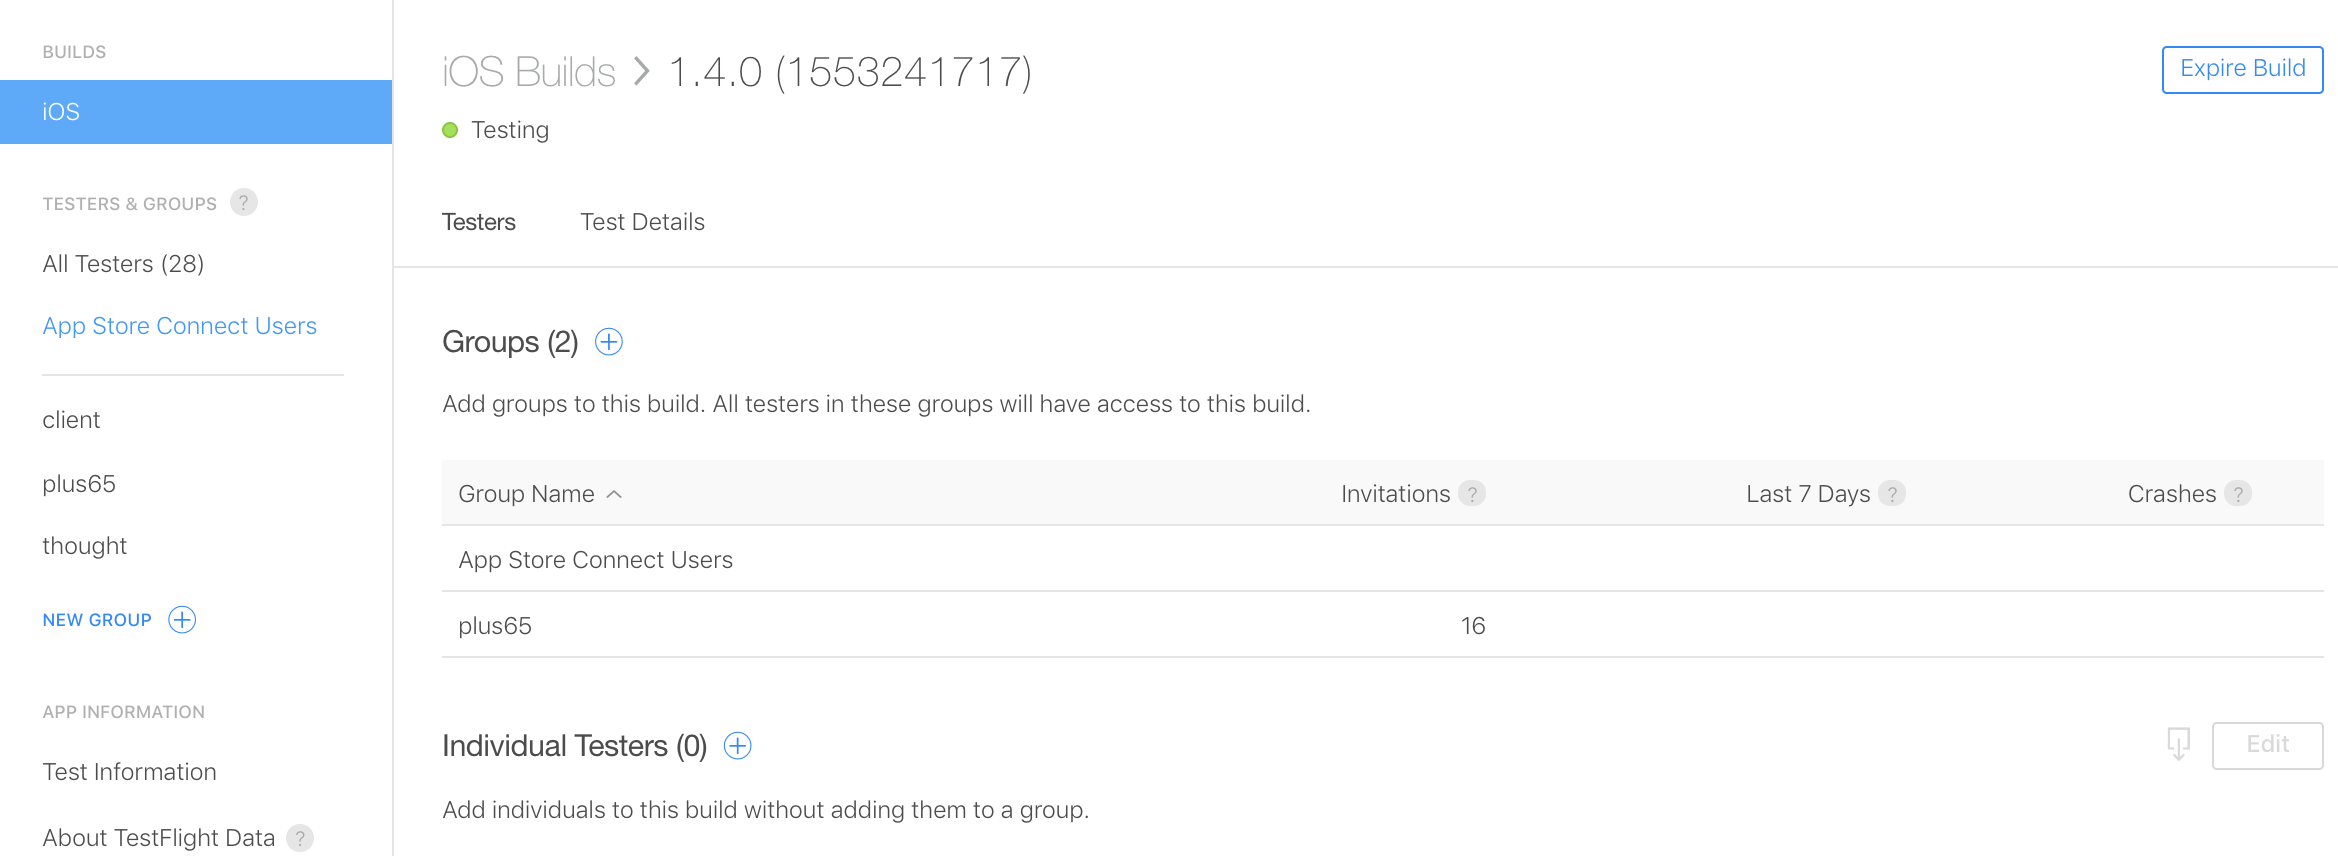 BUILDS
iOS
TESTERS & GROUPS ?
All Testers (28)
App Store Connect Users
client
plus65
thought
NEW GROUP
APP INFORMATION
Test Information
About TestFlight Data ?
iOS Builds > 1.4.0 (1553241717)
Expire Build
Testing
Testers Test Details
Groups (2)
Add groups to this build. All testers in these groups will have access to this build.
Group Name Invitations ? Last 7 Days ? Crashes ?
App Store Connect Users
plus65 16
Individual Testers (0)
Edit
Add individuals to this build without adding them to a group.